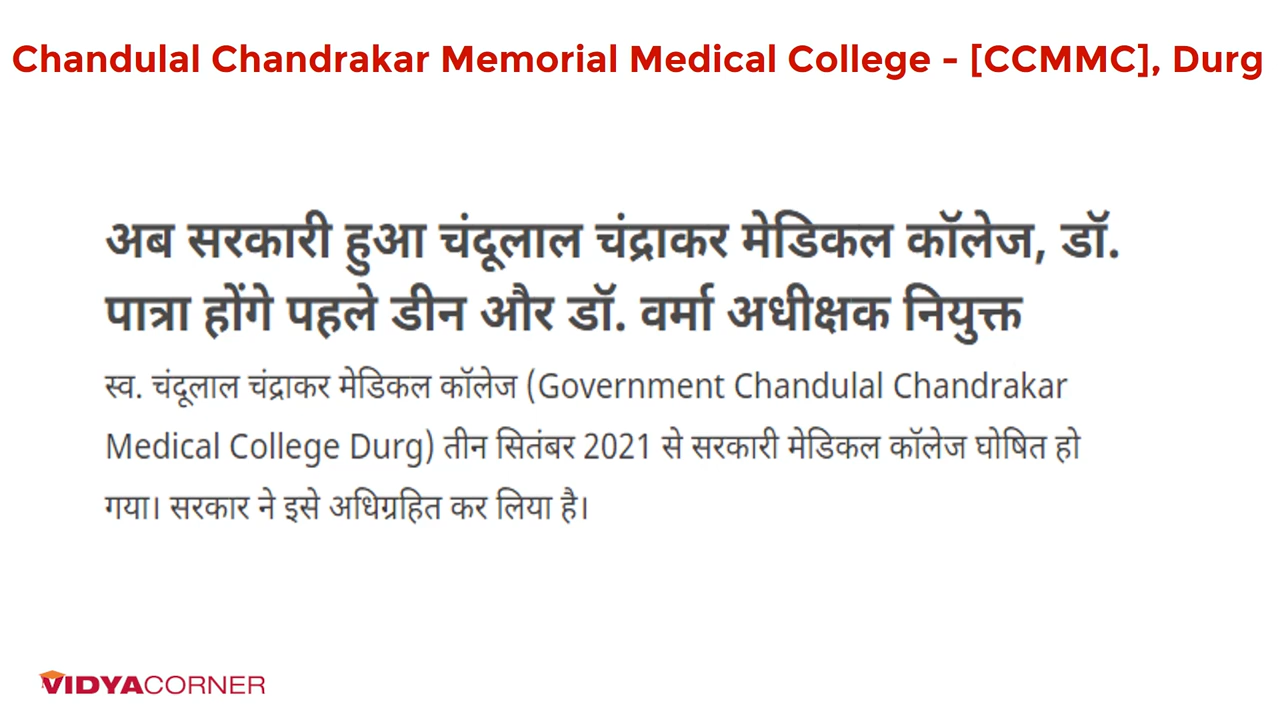 Chandulal Chandrakar Memorial Medical College - [CCMMC], Durg
अब सरकारी हुआ चंदूलाल चंद्राकर मेडिकल कॉलेज, डॉ.
पात्रा होंगे पहले डीन और डॉ. वर्मा अधीक्षक नियुक्त
स्व. चंदूलाल चंद्राकर मेडिकल कॉलेज (Government Chandulal Chandrakar
Medical College Durg) तीन सितंबर 2021 से सरकारी मेडिकल कॉलेज घोषित हो
गया। सरकार ने इसे अधिग्रहित कर लिया है।
VIDYACORNER